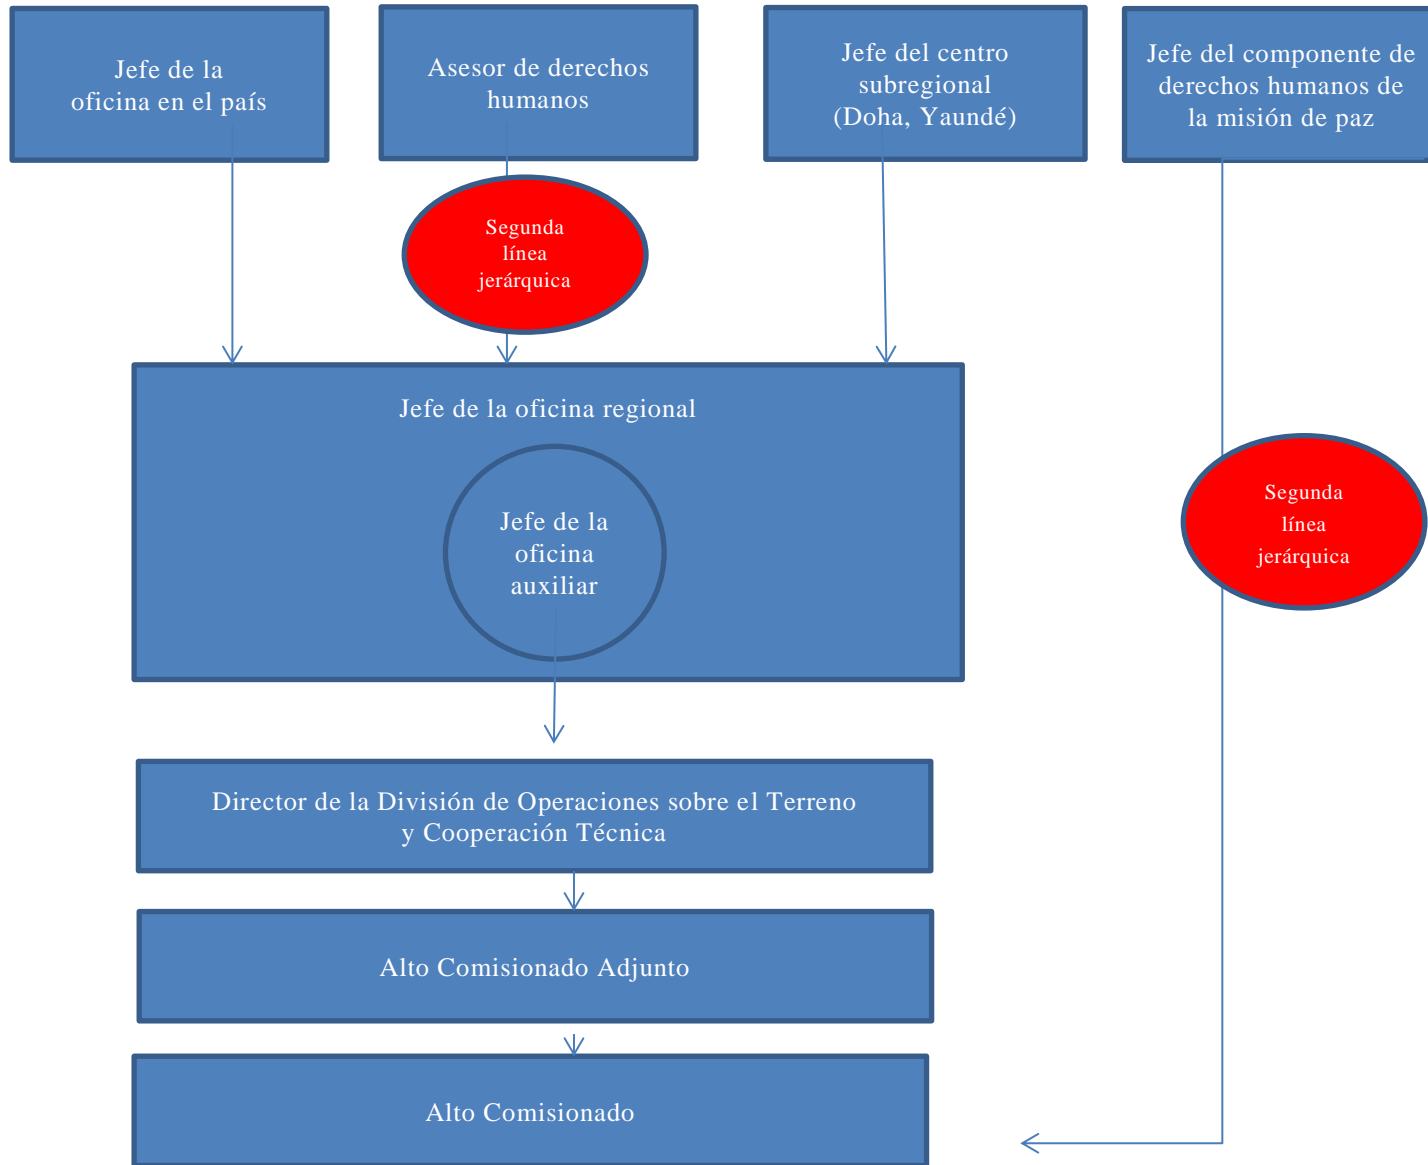 Jefe de la
oficina en el país
Asesor de derechos
humanos
Jefe del centro
subregional
(Doha, Yaundé)
Jefe del componente de
derechos humanos de
la misión de paz
Segunda
línea
jerárquica
Jefe de la oficina regional
Jefe de la
oficina
auxiliar
Segunda
línea
jerárquica
Director de la División de Operaciones sobre el Terreno
y Cooperación Técnica
Alto Comisionado Adjunto
Alto Comisionado